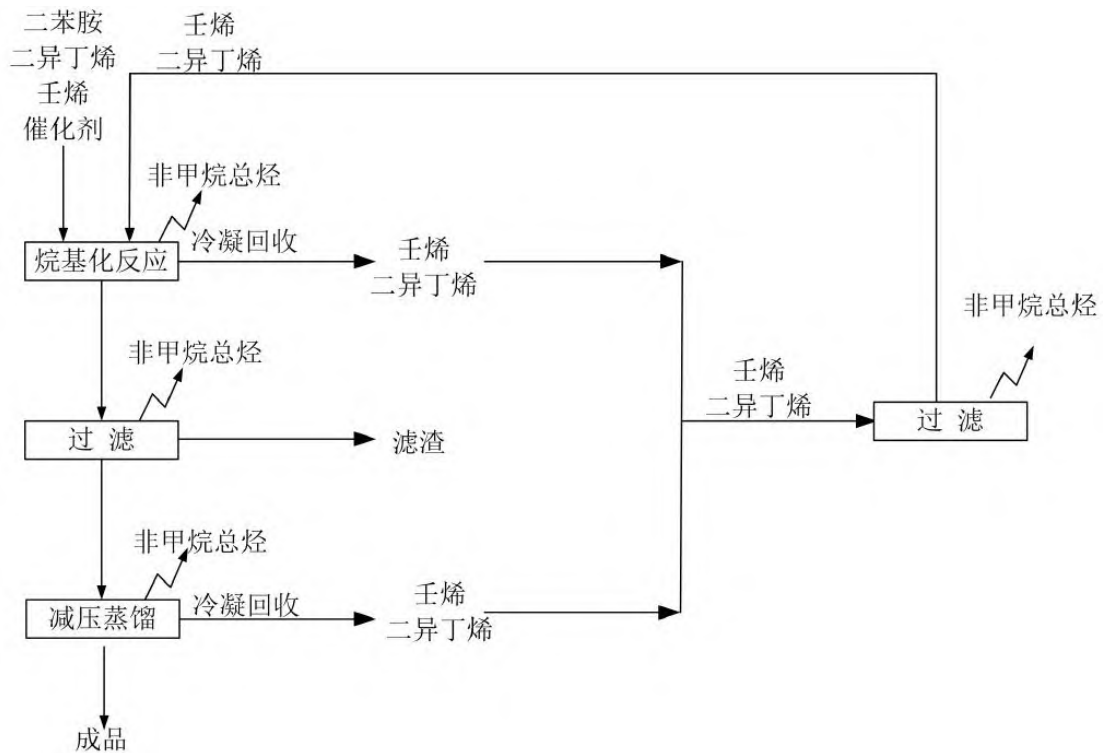 二苯胺
二异丁烯
壬烯
催化剂
壬烯
二异丁烯
非甲烷总烃
烷基化反应
冷凝回收
壬烯
二异丁烯
非甲烷总烃
非甲烷总烃
壬烯
二异丁烯
过 滤
过 滤
滤渣
非甲烷总烃
减压蒸馏
冷凝回收
壬烯
二异丁烯
成品